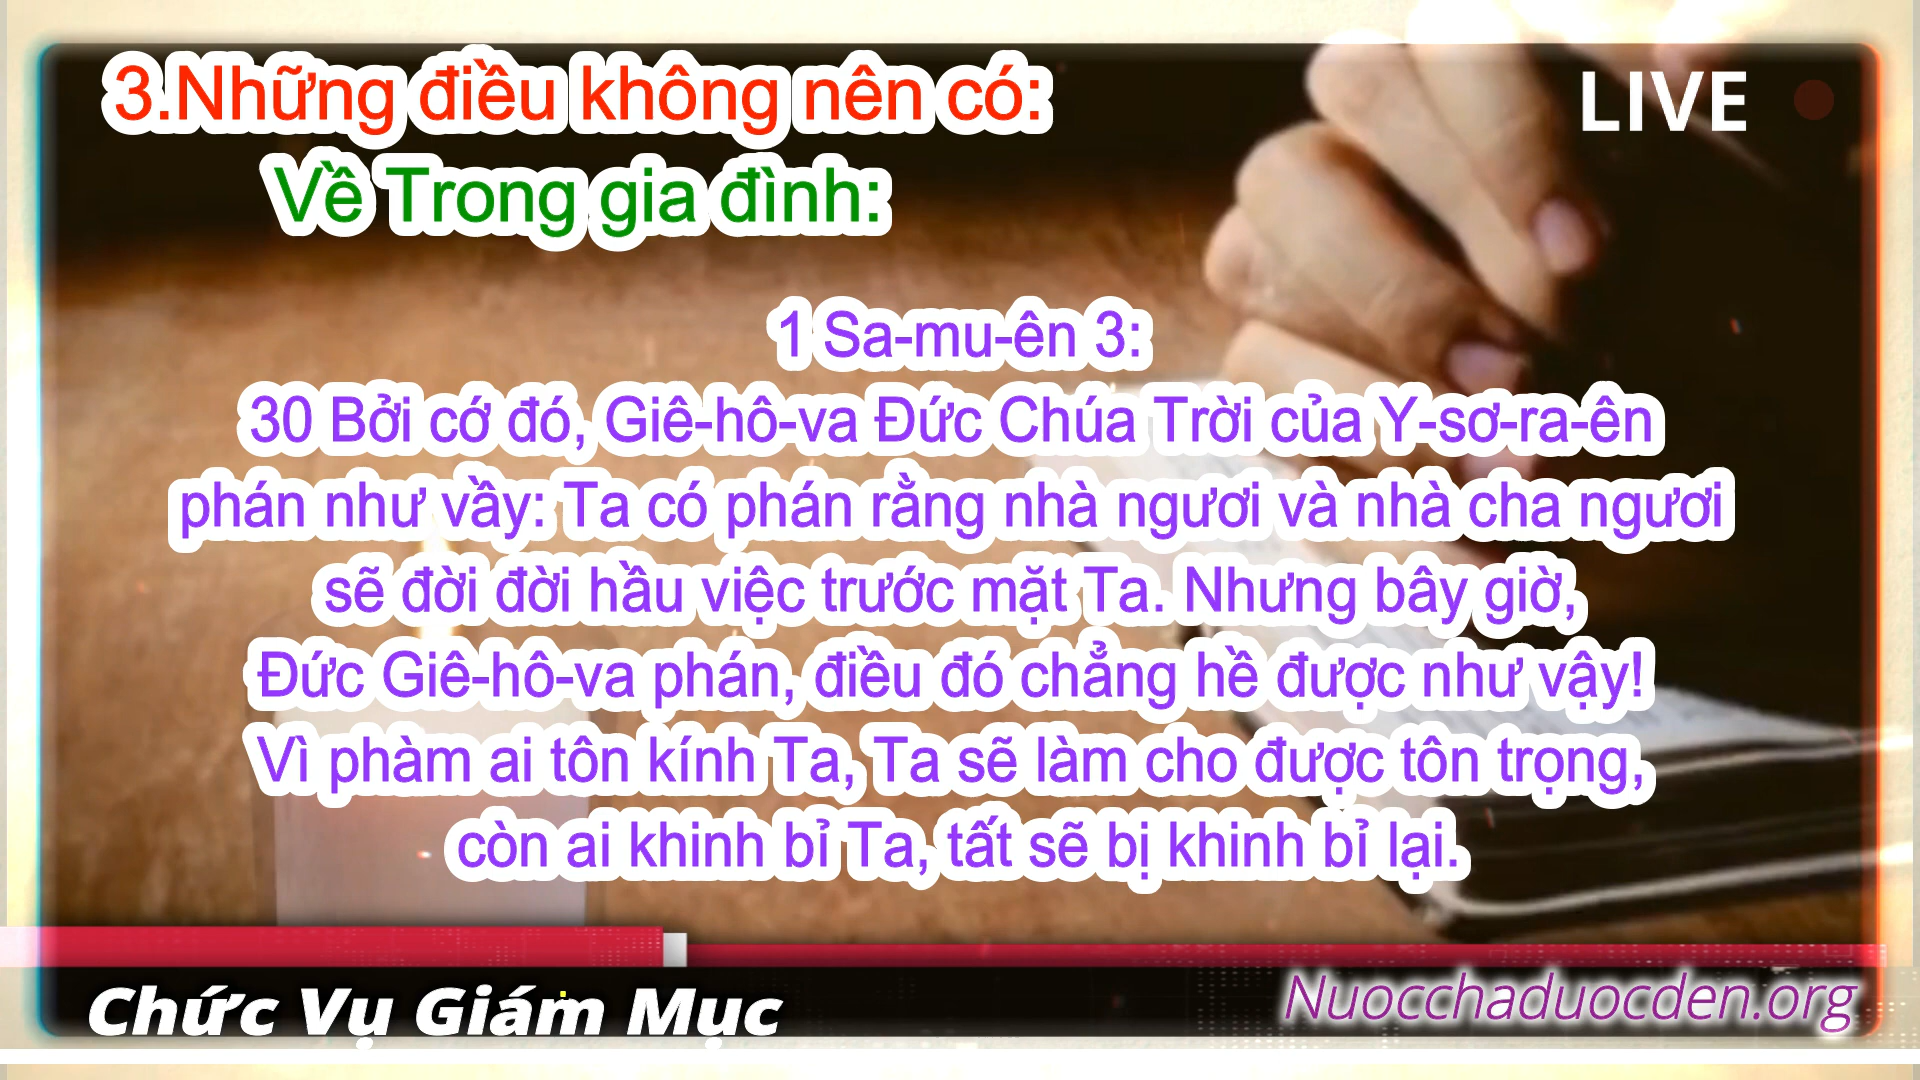 3.Những điều không nên có:
LIVE
Về Trong gia đình:
1 Sa-mu-ên 3:
30 Bởi cớ đó, Giê-hô-va Đức Chúa Trời của Y-sơ-ra-ên
phán như vầy: Ta có phán rằng nhà ngươi và nhà cha ngươi
sẽ đời đời hầu việc trước mặt Ta. Nhưng bây giờ,
Đức Giê-hô-va phán, điều đó chẳng hề được như vậy!
Vì phàm ai tôn kính Ta, Ta sẽ làm cho được tôn trọng,
còn ai khinh bỉ Ta, tất sẽ bị khinh bỉ lại.
Chức Vụ Giám Mục
Nuocchaduocden.org